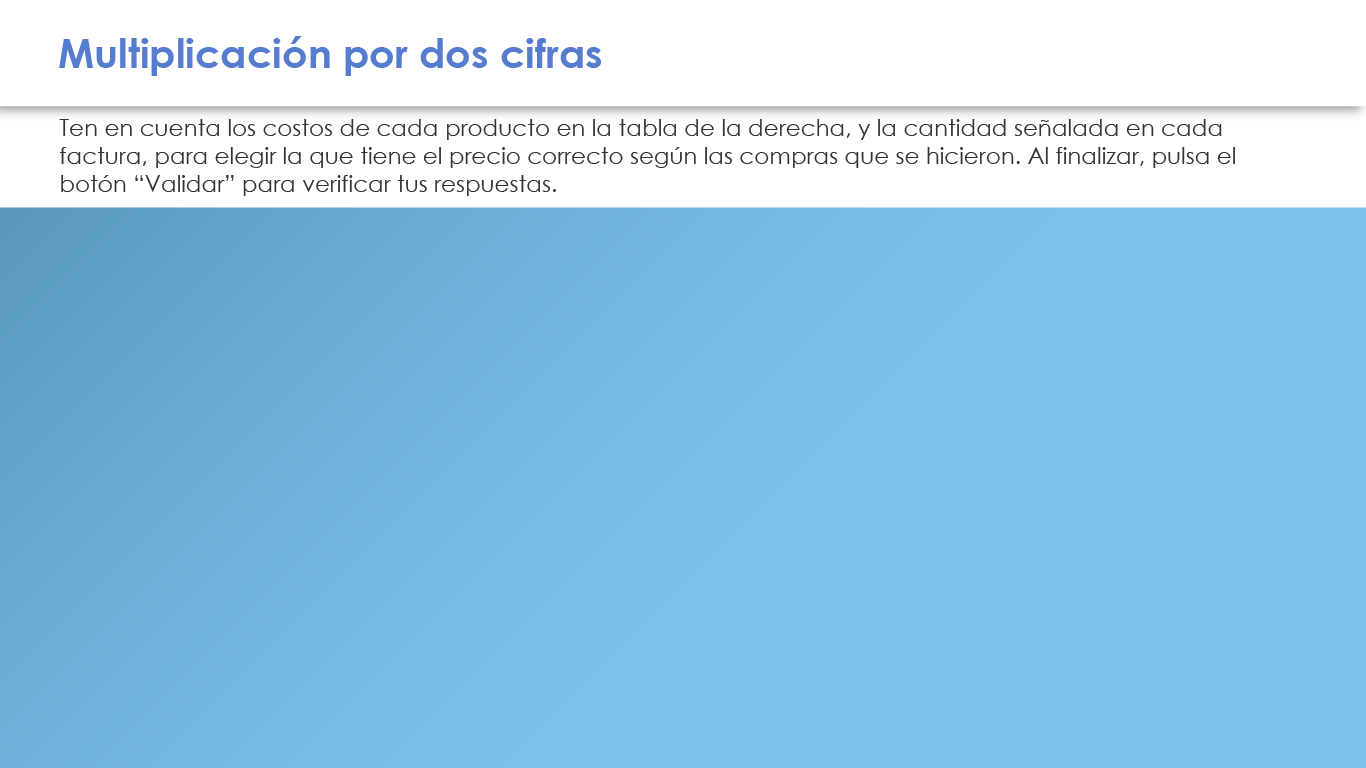 Multiplicación por dos cifras
Ten en cuenta los costos de cada producto en la tabla de la derecha, y la cantidad señalada en cada
factura, para elegir la que tiene el precio correcto según las compras que se hicieron. Al finalizar, pulsa el
botón “Validar” para verificar tus respuestas.